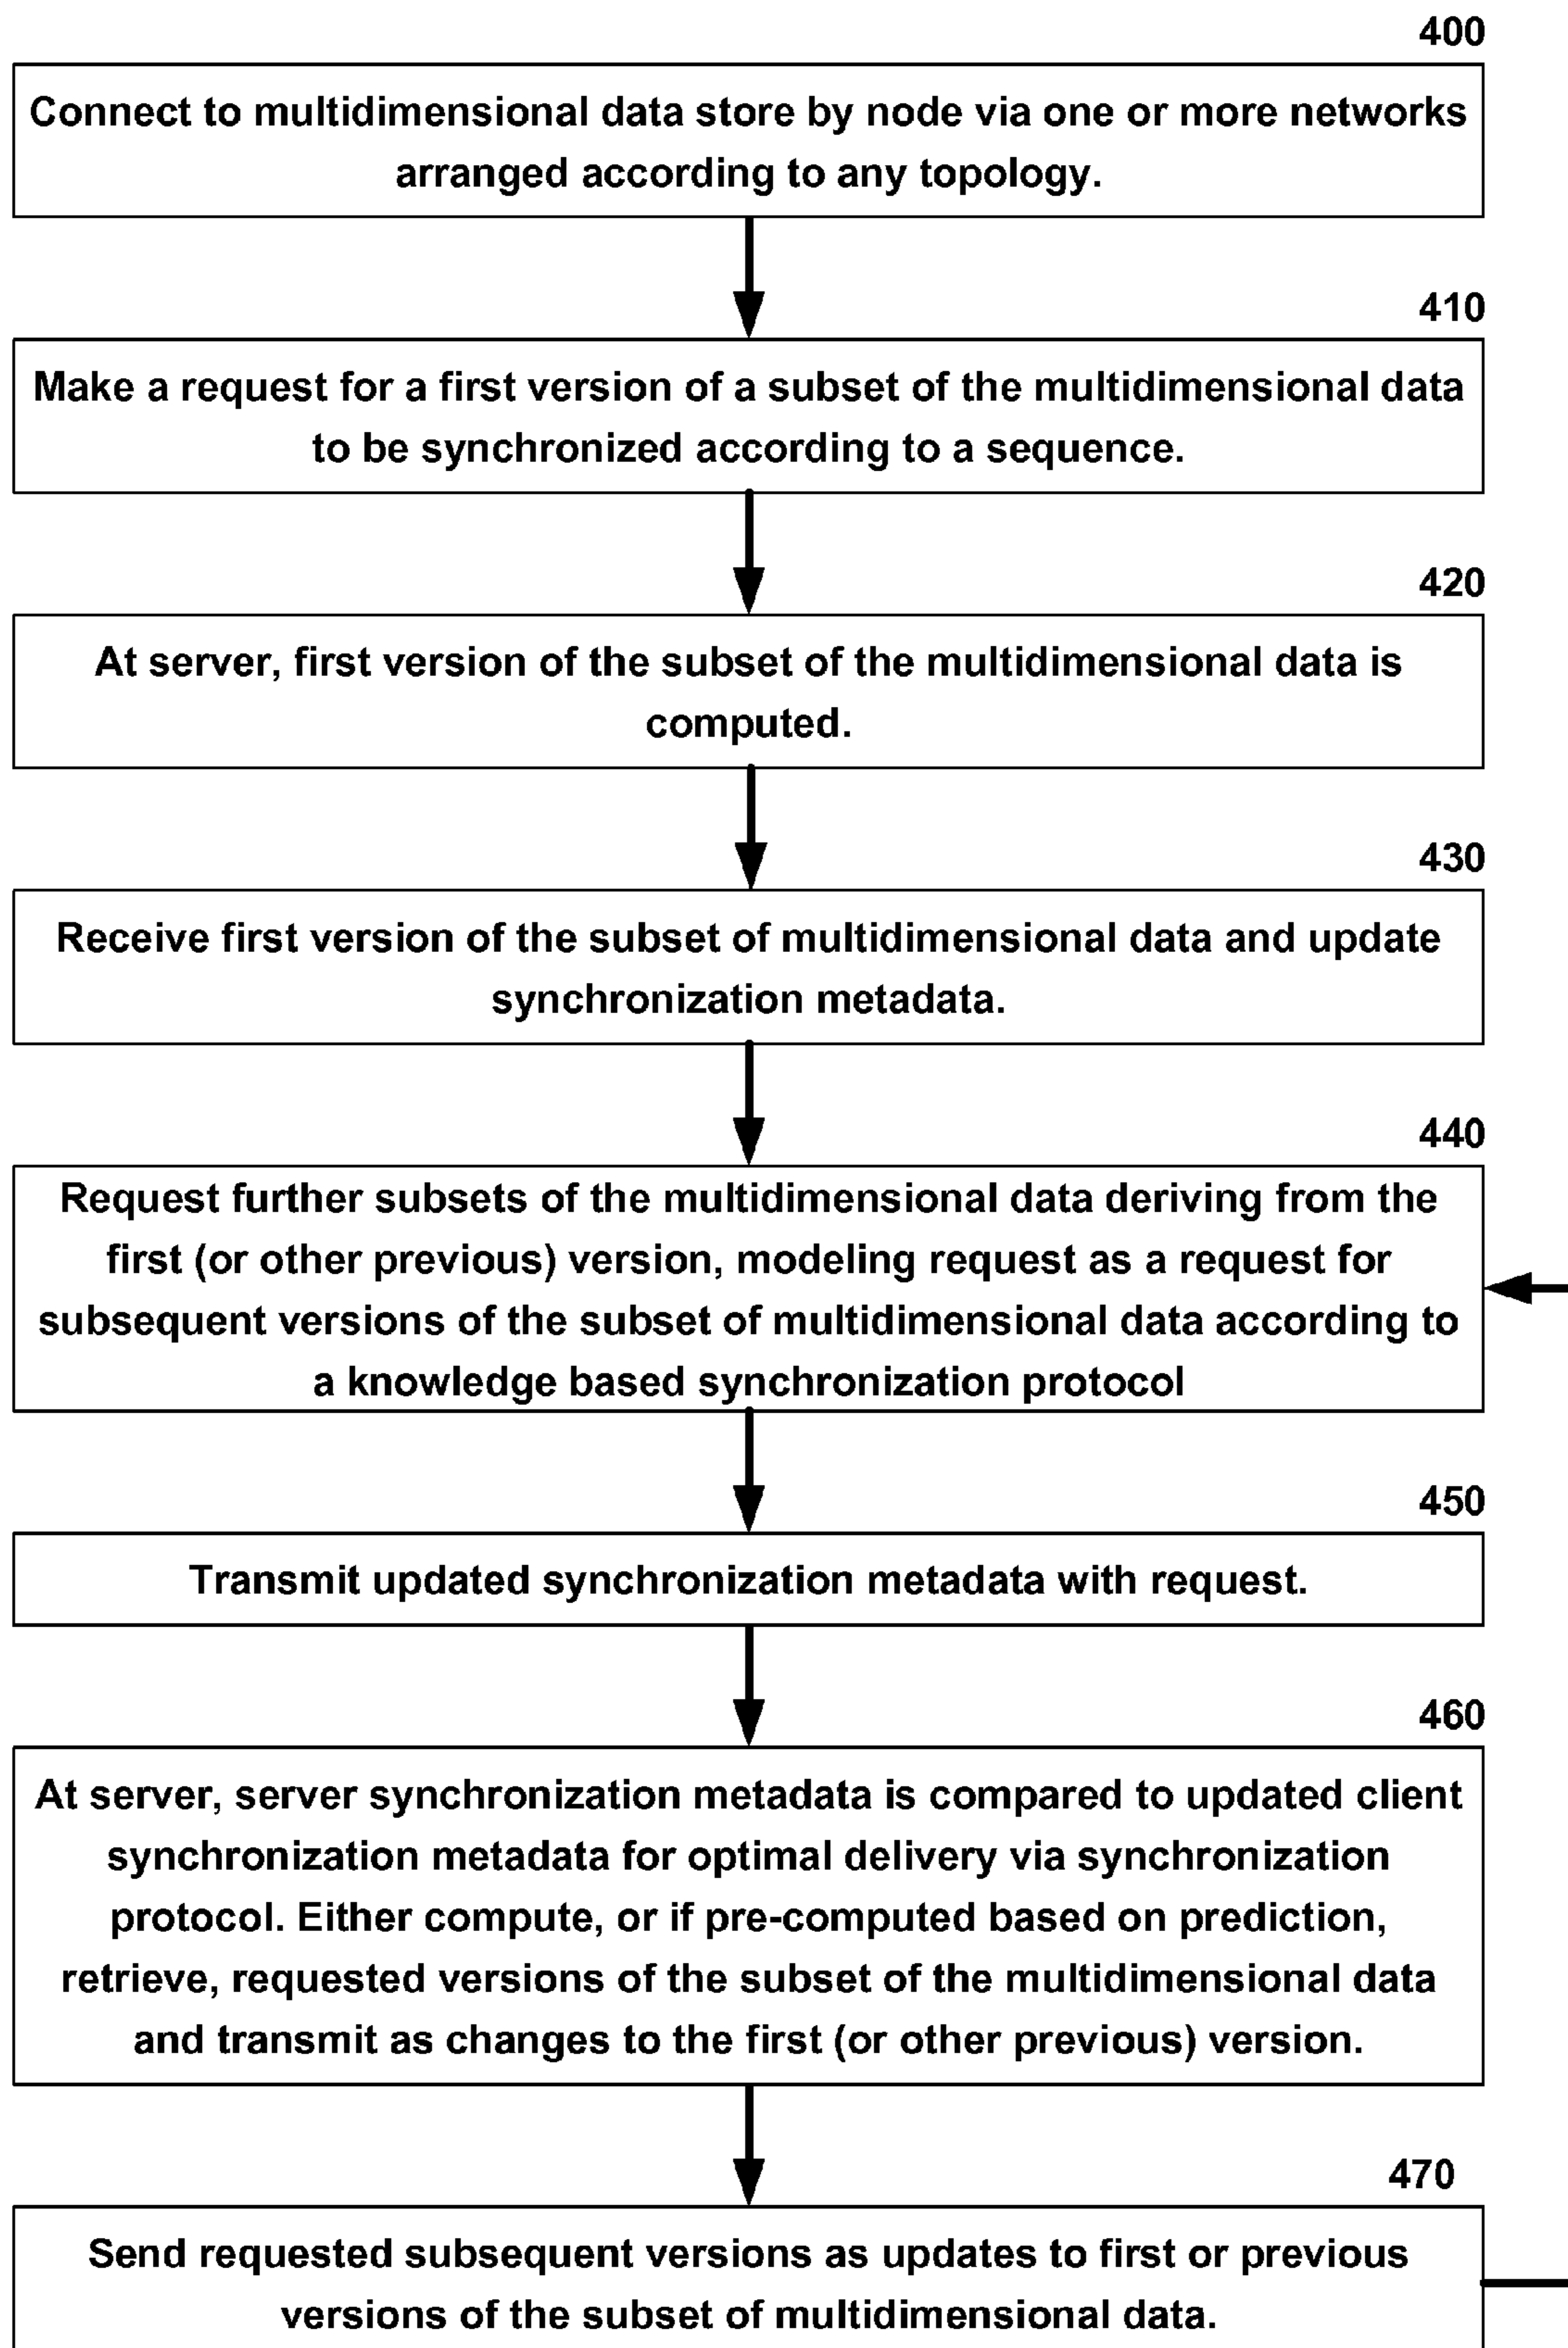 400
Connect to multidimensional data store by node via one or more networks
arranged according to any topology.
410
Make a request for a first version of a subset of the multidimensional data
to be synchronized according to a sequence.
420
At server, first version of the subset of the multidimensional data is
computed.
430
Receive first version of the subset of multidimensional data and update
synchronization metadata.
440
Request further subsets of the multidimensional data deriving from the
first (or other previous) version, modeling request as a request for
subsequent versions of the subset of multidimensional data according to
a knowledge based synchronization protocol
450
Transmit updated synchronization metadata with request.
460
At server, server synchronization metadata is compared to updated client
synchronization metadata for optimal delivery via synchronization
protocol. Either compute, or if pre-computed based on prediction,
retrieve, requested versions of the subset of the multidimensional data
and transmit as changes to the first (or other previous) version.
470
Send requested subsequent versions as updates to first or previous
versions of the subset of multidimensional data.